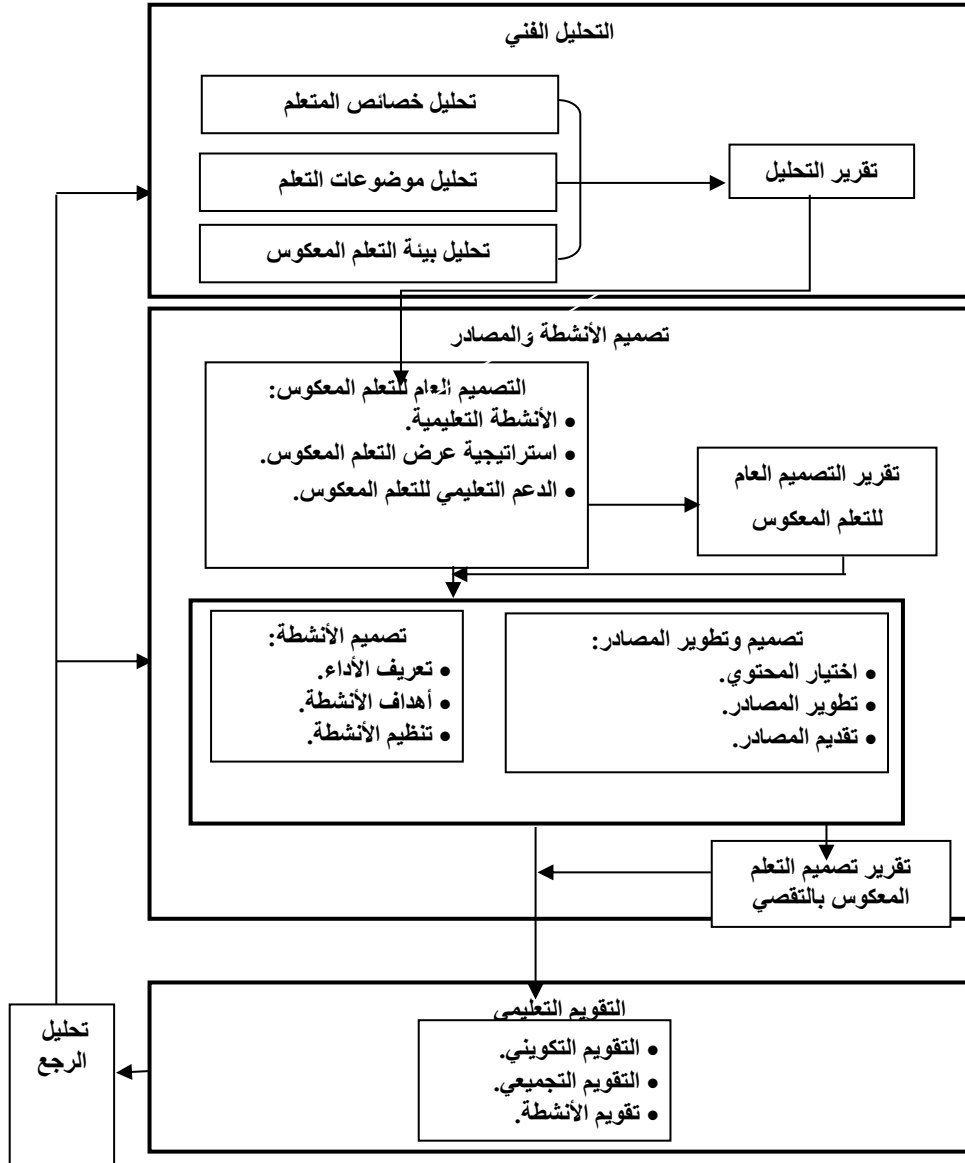 التحليل الفني
تحليل خصائص المتعلم
تحليل موضوعات التعلم
تحليل بيئة التعلم المعكوس
تقرير التحليل
تصميم الأنشطة والمصادر
التصميم العام للتعلم المعكوس:
• الأنشطة التعليمية.
• استراتيجية عرض التعلم المعكوس.
• الدعم التعليمي للتعلم المعكوس.
تقرير التصميم العام
للتعلم المعكوس
تصميم وتطوير المصادر:
• اختيار المحتوي.
• تطوير المصادر.
• تقديم المصادر.
تصميم الأنشطة:
• تعريف الأداء.
• أهداف الأنشطة.
• تنظيم الأنشطة.
تقرير تصميم التعلم
المعكوس بالتقصي
التقويم التعليمي
• التقويم التكويني.
• التقويم التجميعي.
• تقويم الأنشطة.
تحليل
الرجع